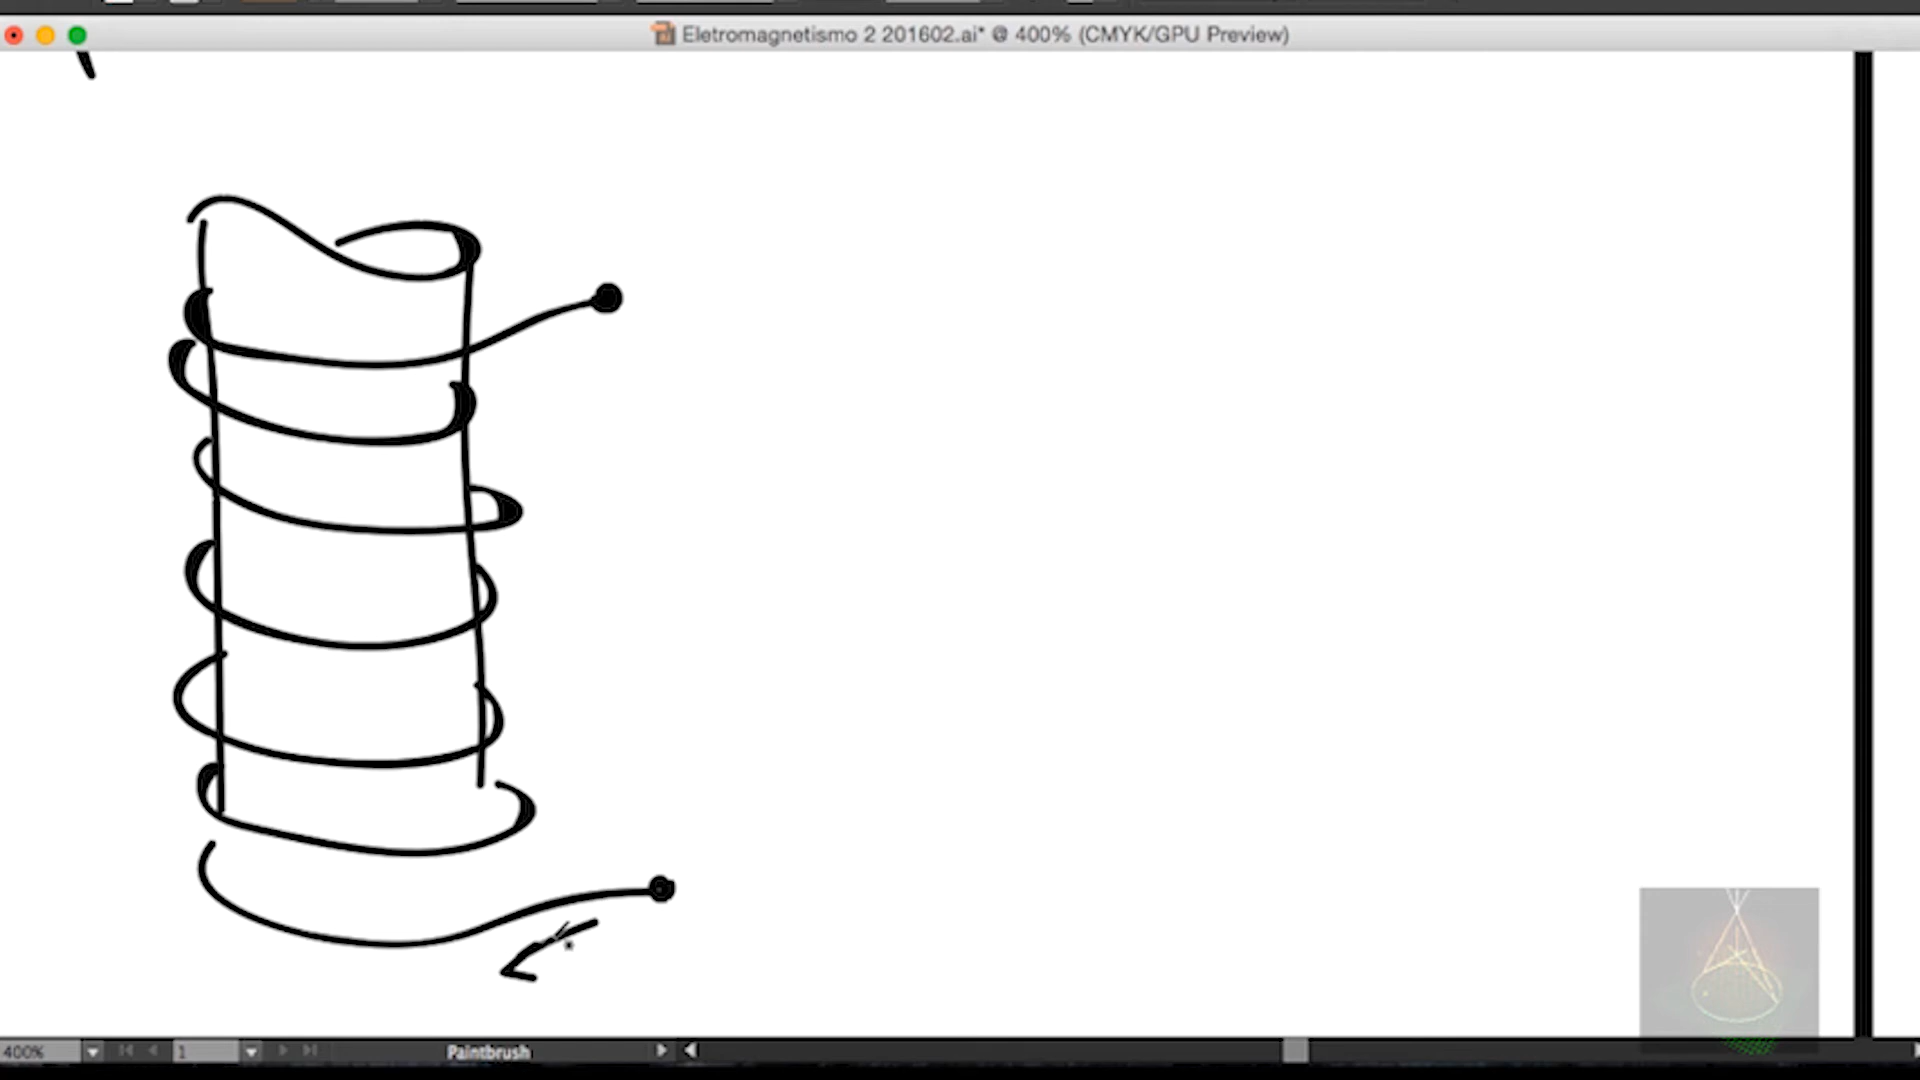 Eletromagnetismo 2 201602.ai* @ 400% (CMYK/GPU Preview)
400% 1 Paintbrush